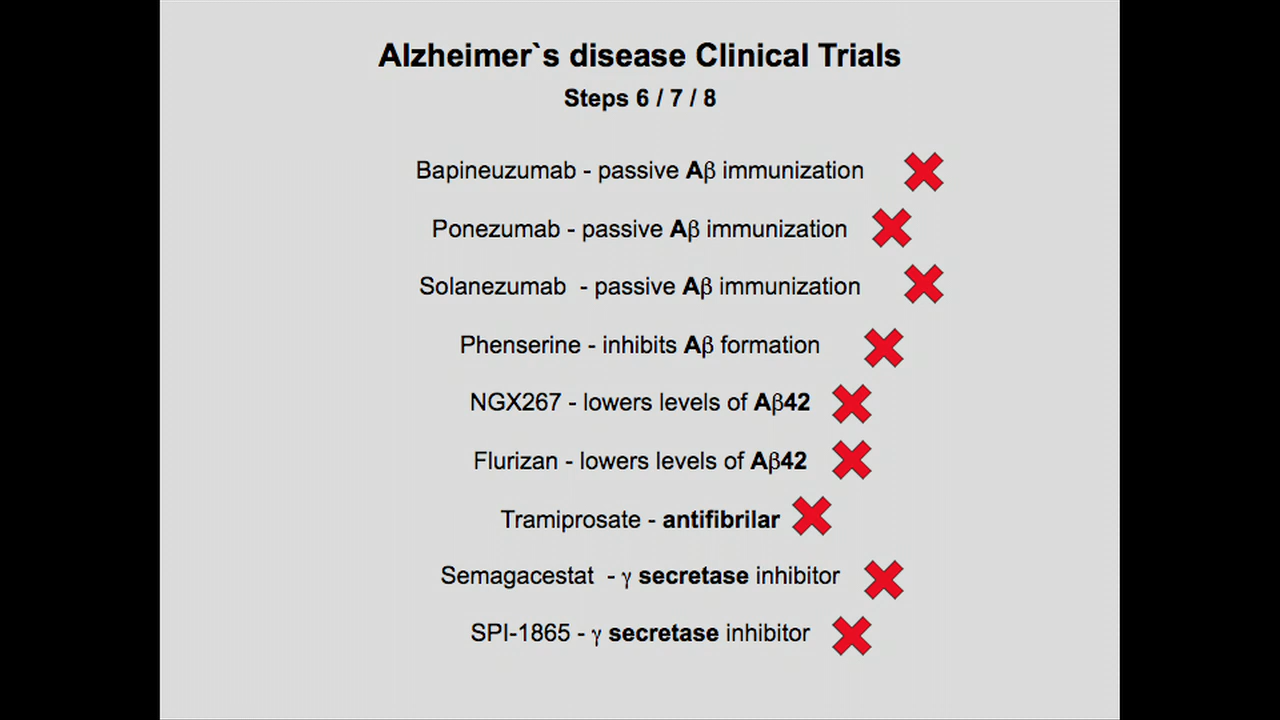 Alzheimer`s disease Clinical Trials
Steps 6 / 7 / 8
Bapineuzumab - passive Aβ immunization
Ponezumab - passive Aβ immunization
Solanezumab - passive Aβ immunization
Phenserine - inhibits Aβ formation
NGX267 - lowers levels of Aβ42
Flurizan - lowers levels of Aβ42
Tramiprosate - antifibrilar
Semagacestat - γ secretase inhibitor
SPI-1865 - γ secretase inhibitor